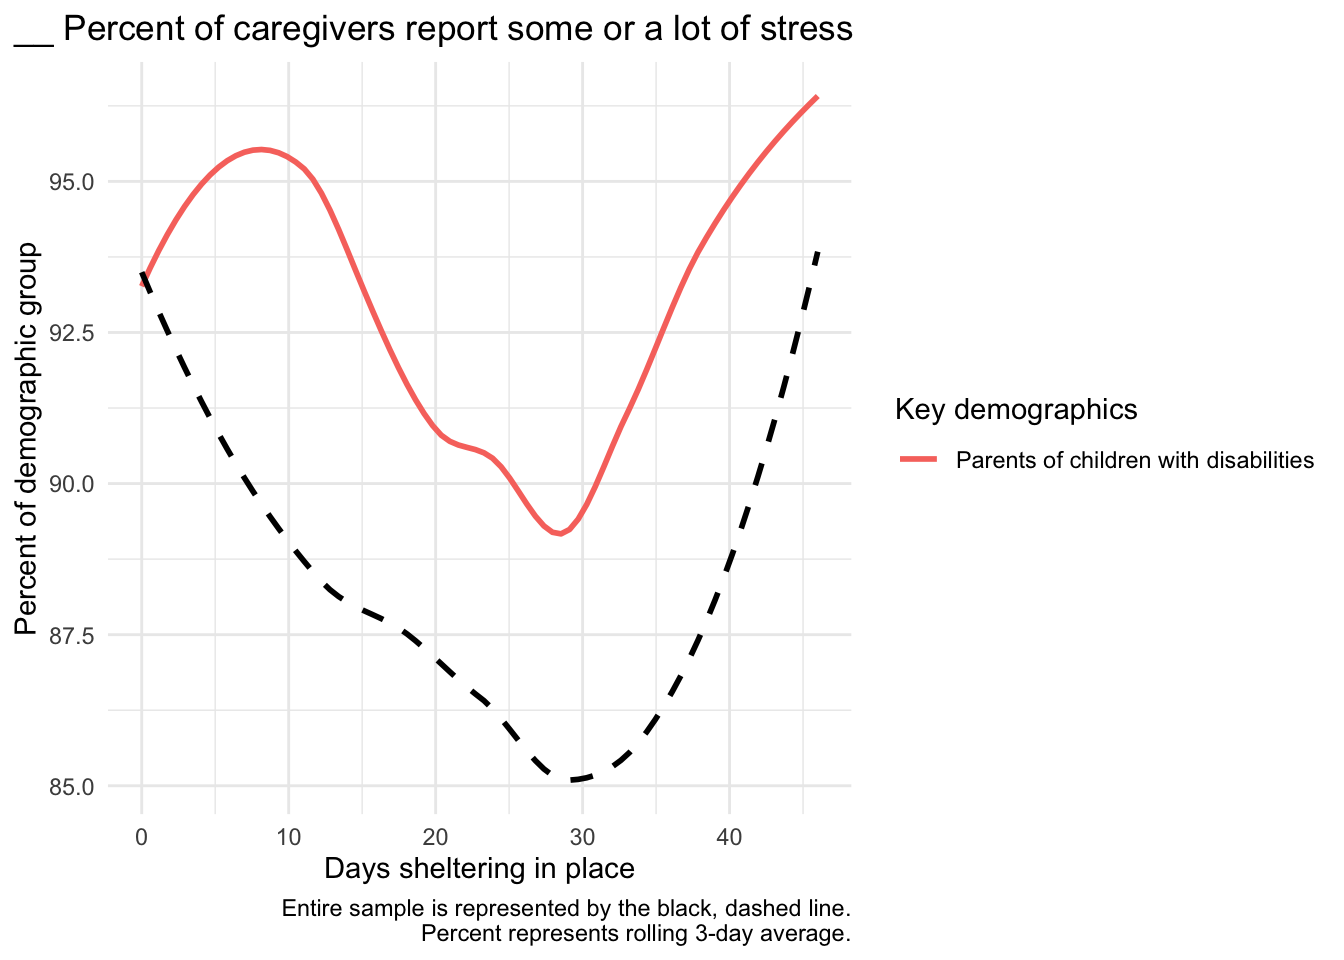 __ Percent of caregivers report some or a lot of stress
Percent of demographic group
95.0
92.5
90.0
87.5
85.0
0 10 20 30 40
Days sheltering in place
Key demographics
Parents of children with disabilities
Entire sample is represented by the black, dashed line.
Percent represents rolling 3-day average.